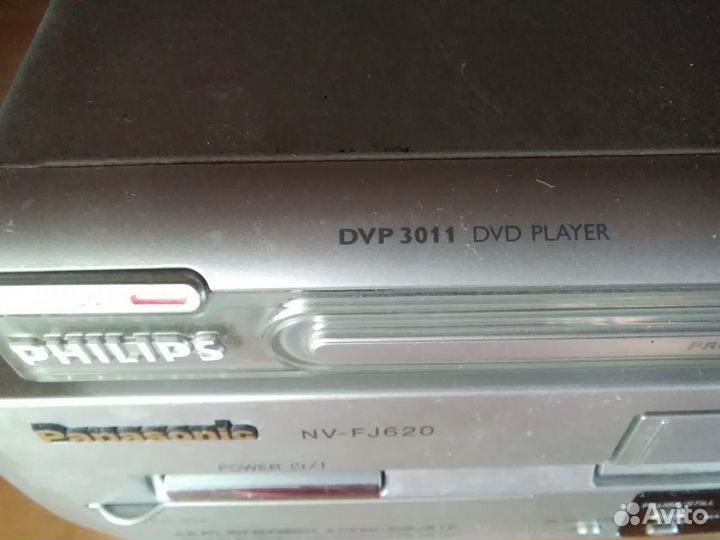 DVP 3011 DVD PLAYER
PHILIPS
Panasonic NV-FJ620
POWER ⏻/I
Avito